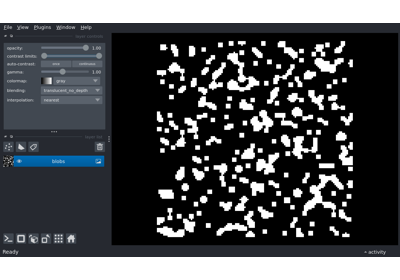 File View Plugins Window Help
opacity: 1.00
contrast limits:
auto-contrast: once continuous
gamma: 1.00
colormap: gray
blending: translucent_no_depth
interpolation: nearest
blobs
Ready
activity